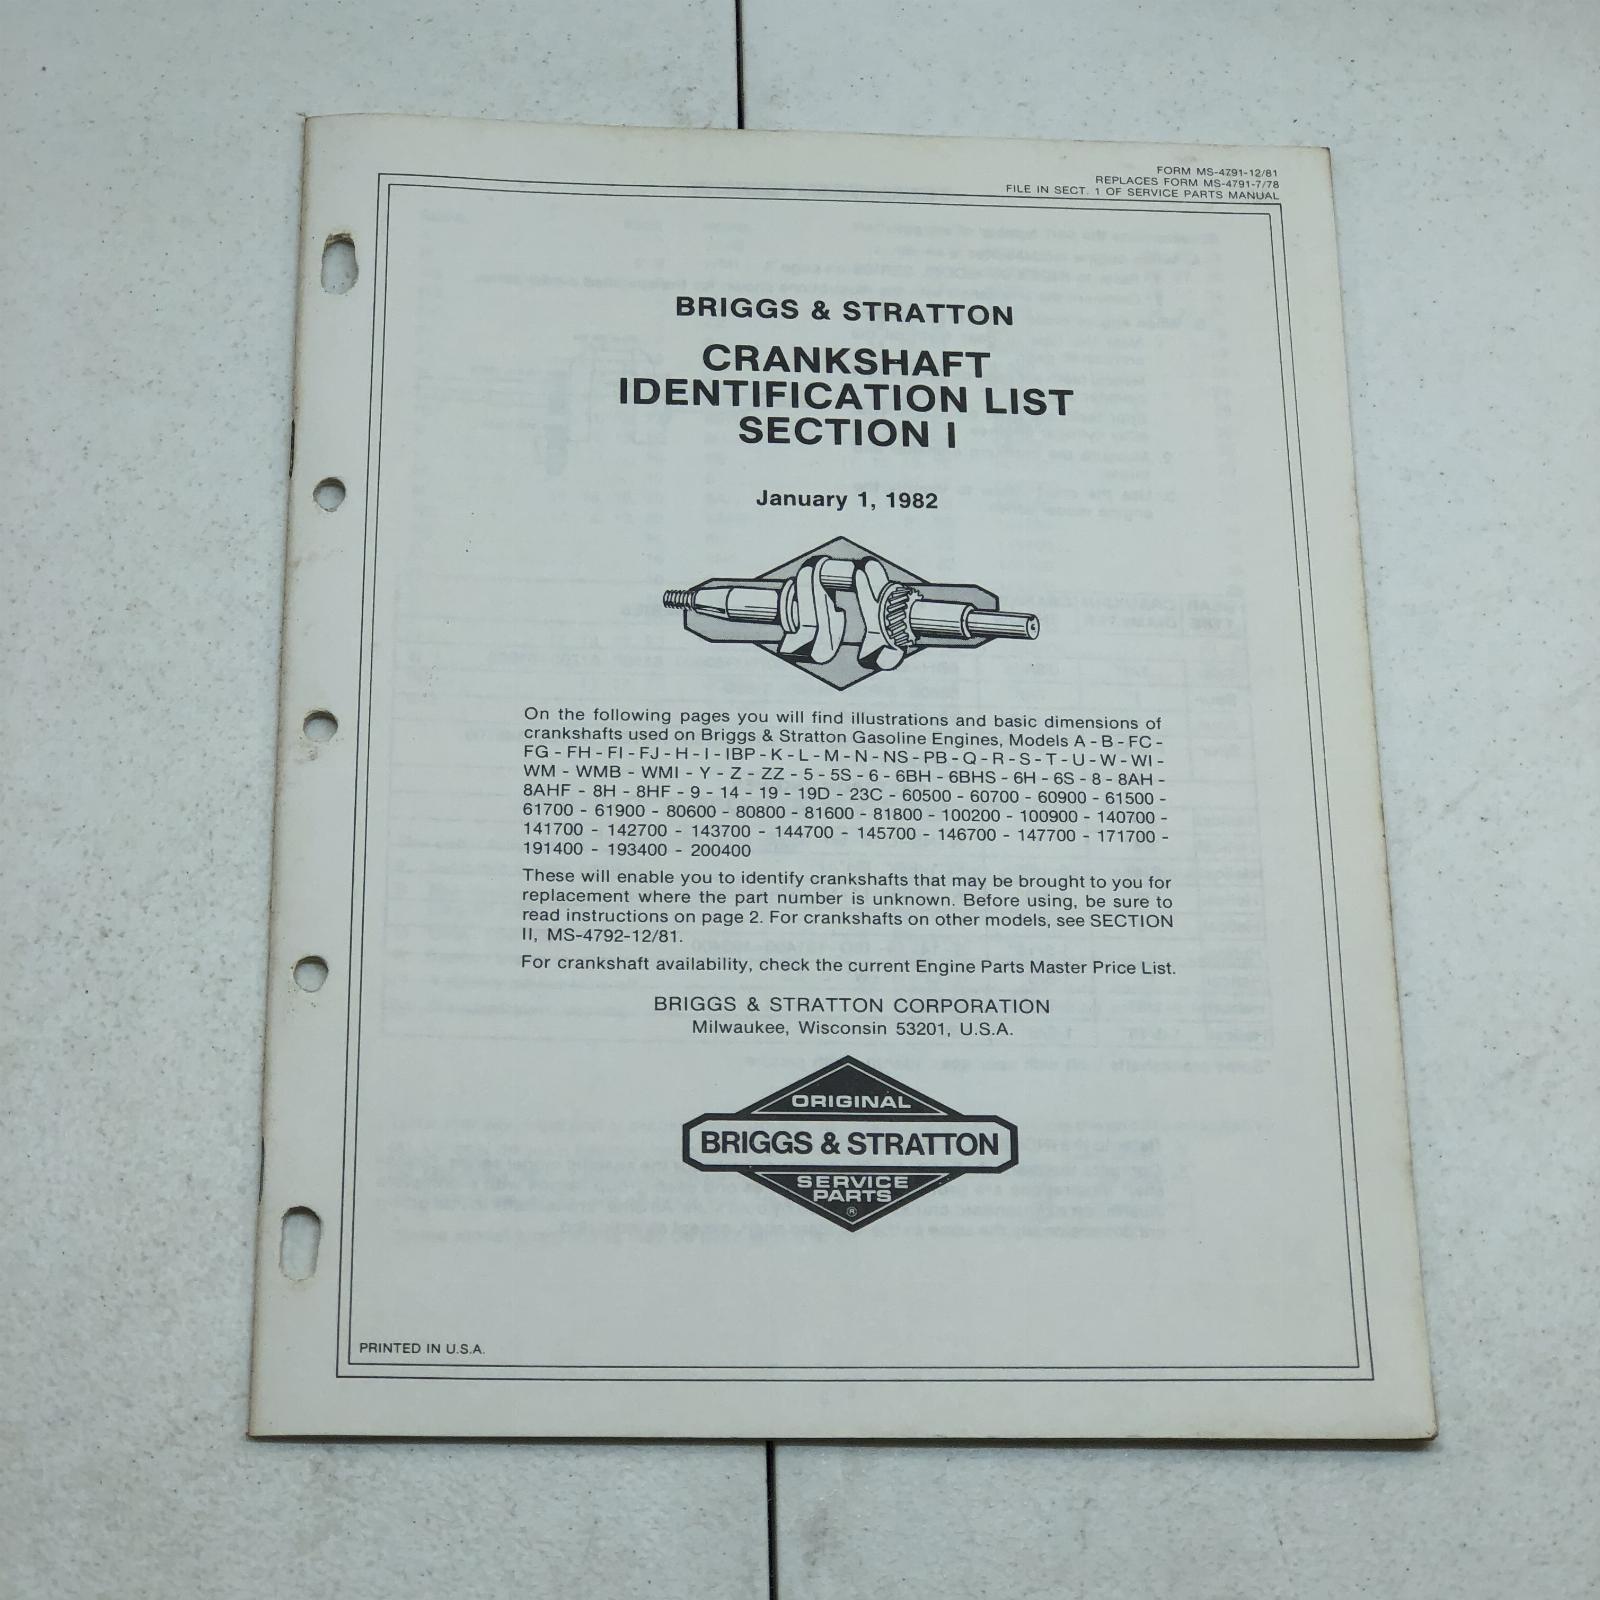 FORM MS-4791-12/81
REPLACES FORM MS-4791-7/78
FILE IN SECT. 1 OF SERVICE PARTS MANUAL
BRIGGS & STRATTON
CRANKSHAFT
IDENTIFICATION LIST
SECTION I
January 1, 1982
On the following pages you will find illustrations and basic dimensions of
crankshafts used on Briggs & Stratton Gasoline Engines, Models A - B - FC -
FG - FH - FI - FJ - H - I - IBP - K - L - M - N - NS - PB - Q - R - S - T - U - W - WI -
WM - WMB - WMI - Y - Z - ZZ - 5 - 5S - 6 - 6BH - 6BHS - 6H - 6S - 8 - 8AH -
8AHF - 8H - 8HF - 9 - 14 - 19 - 19D - 23C - 60500 - 60700 - 60900 - 61500 -
61700 - 61900 - 80600 - 80800 - 81600 - 81800 - 100200 - 100900 - 140700 -
141700 - 142700 - 143700 - 144700 - 145700 - 146700 - 147700 - 171700 -
191400 - 193400 - 200400
These will enable you to identify crankshafts that may be brought to you for
replacement where the part number is unknown. Before using, be sure to
read instructions on page 2. For crankshafts on other models, see SECTION
II, MS-4792-12/81.
For crankshaft availability, check the current Engine Parts Master Price List.
BRIGGS & STRATTON CORPORATION
Milwaukee, Wisconsin 53201, U.S.A.
ORIGINAL
BRIGGS & STRATTON
SERVICE
PARTS
®
PRINTED IN U.S.A.